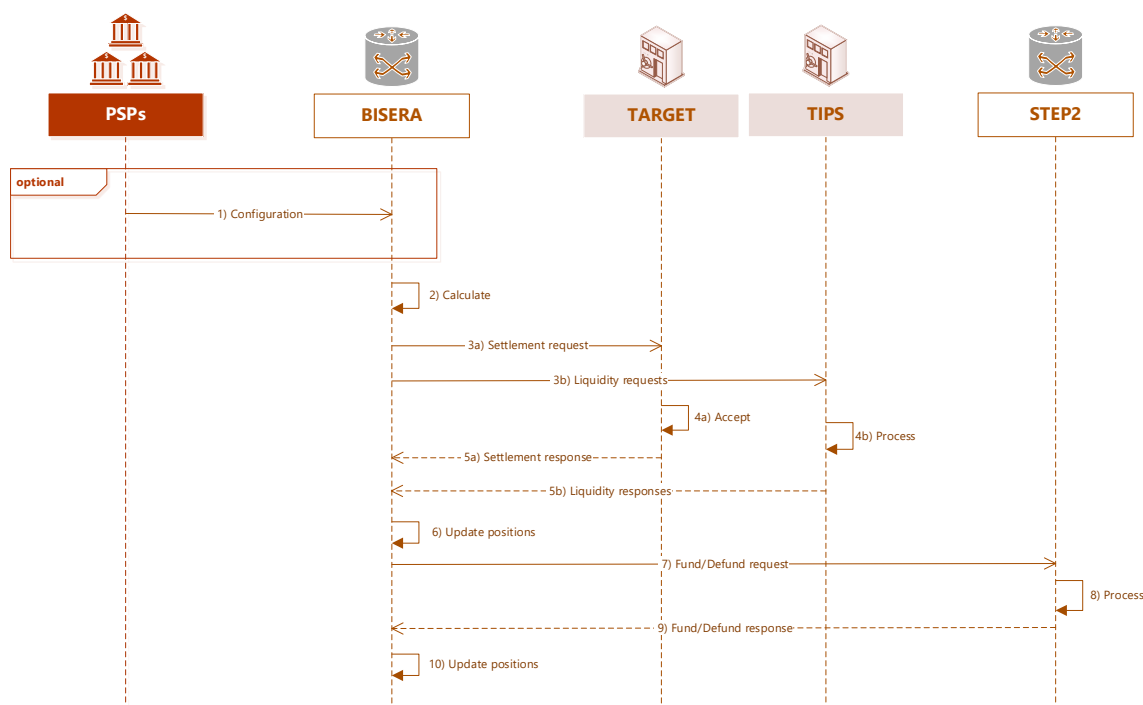 PSPs
BISERA
TARGET
TIPS
STEP2
optional
1) Configuration
2) Calculate
3a) Settlement request
3b) Liquidity requests
4a) Accept
4b) Process
5a) Settlement response
5b) Liquidity responses
6) Update positions
7) Fund/Defund request
8) Process
9) Fund/Defund response
10) Update positions